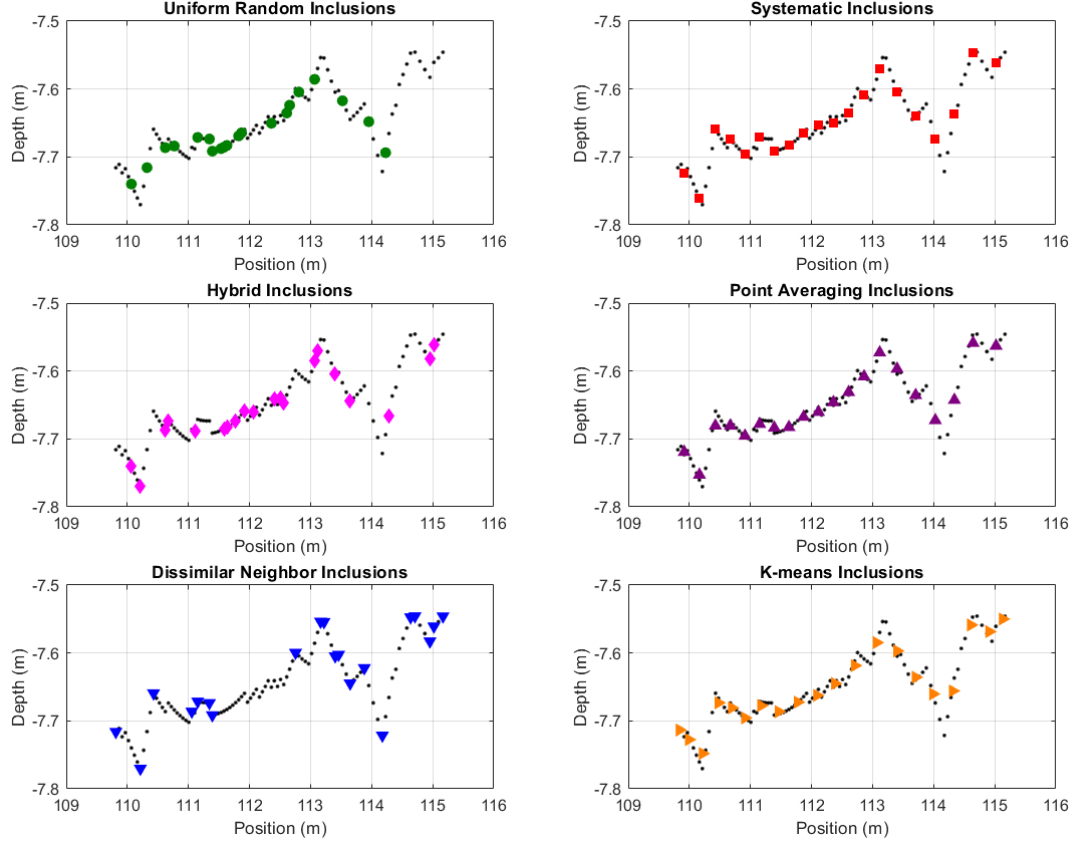 Uniform Random Inclusions
-7.5
-7.6
-7.7
-7.8
Depth (m)
109 110 111 112 113 114 115 116
Position (m)
Systematic Inclusions
-7.5
-7.6
-7.7
-7.8
Depth (m)
109 110 111 112 113 114 115 116
Position (m)
Hybrid Inclusions
-7.5
-7.6
-7.7
-7.8
Depth (m)
109 110 111 112 113 114 115 116
Position (m)
Point Averaging Inclusions
-7.5
-7.6
-7.7
-7.8
Depth (m)
109 110 111 112 113 114 115 116
Position (m)
Dissimilar Neighbor Inclusions
-7.5
-7.6
-7.7
-7.8
Depth (m)
109 110 111 112 113 114 115 116
Position (m)
K-means Inclusions
-7.5
-7.6
-7.7
-7.8
Depth (m)
109 110 111 112 113 114 115 116
Position (m)